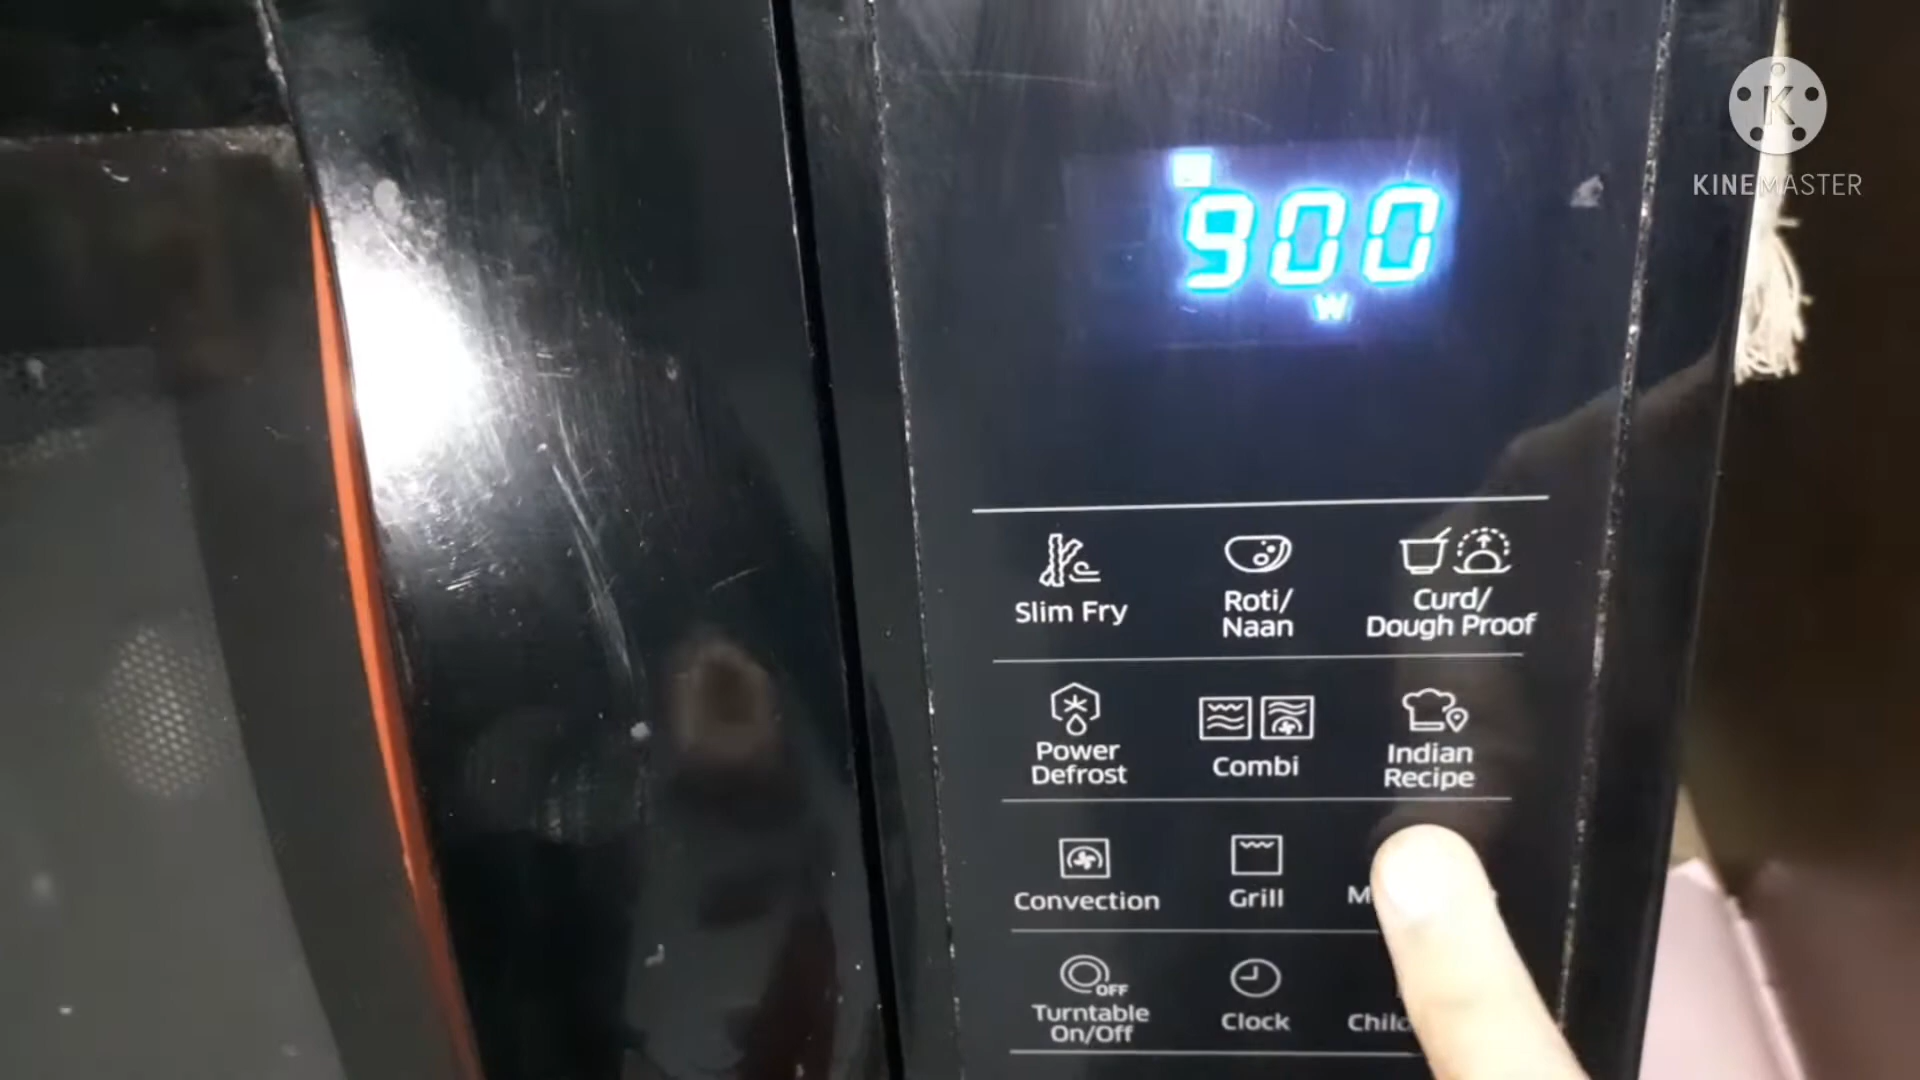 KINEMASTER
900
W
Slim Fry
Roti/
Naan
Curd/
Dough Proof
Power
Defrost
Combi
Indian
Recipe
Convection
Grill
OFF
Turntable
On/Off
Clock